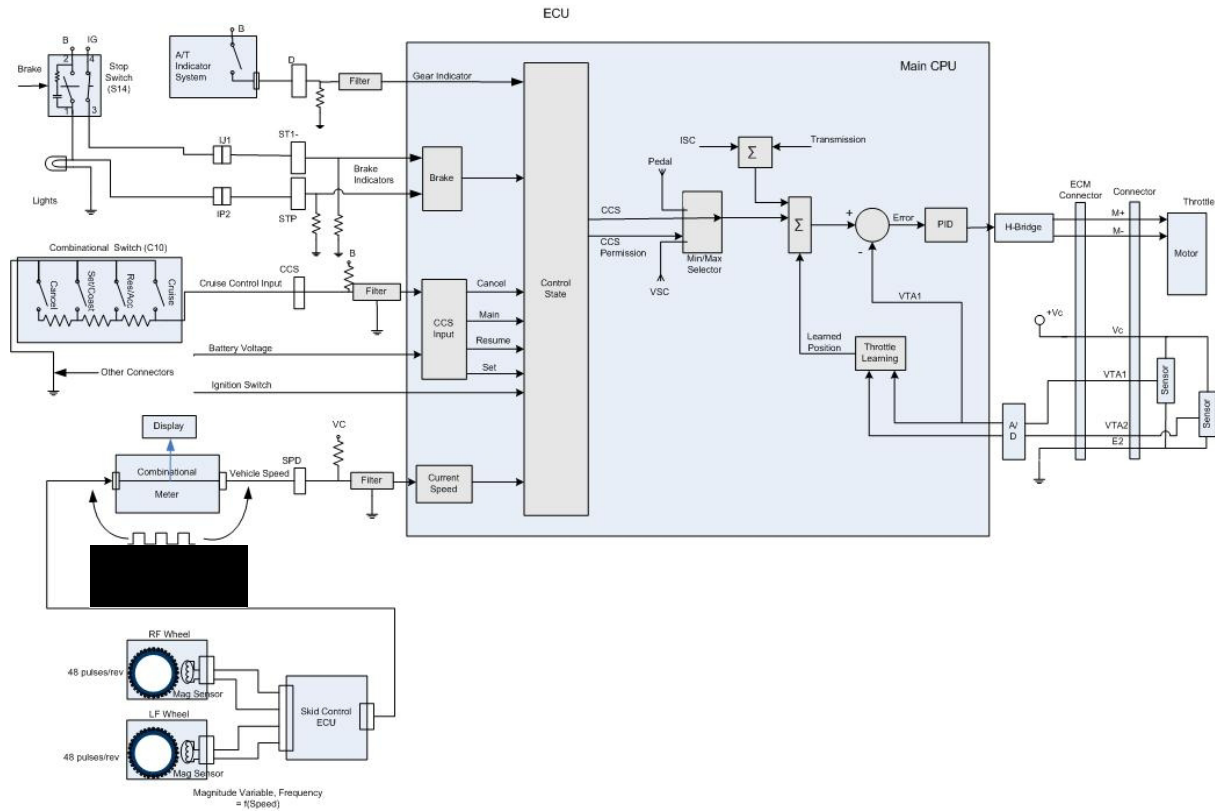 ECU
Main CPU
B
IG
2
4
Brake
Stop
Switch
(S14)
1
3
A/T
Indicator
System
B
D
Filter
Gear Indicator
IJ1
ST1-
Brake
Indicators
Brake
Lights
IP2
STP
Combinational Switch (C10)
Cancel
Set/Coast
Res/Acc
Cruise
Cruise Control Input
CCS
B
Filter
CCS
Input
Cancel
Main
Resume
Set
Battery Voltage
Other Connectors
Ignition Switch
Control
State
Display
Combinational
Meter
Vehicle Speed
SPD
VC
Filter
Current
Speed
RF Wheel
48 pulses/rev
Mag Sensor
LF Wheel
48 pulses/rev
Mag Sensor
Skid Control
ECU
Magnitude Variable, Frequency
= f(Speed)
CCS
CCS
Permission
Pedal
VSC
Min/Max
Selector
ISC
Σ
Transmission
Σ
+
-
Error
PID
H-Bridge
VTA1
Learned
Position
Throttle
Learning
A/
D
ECM
Connector
Connector
Throttle
M+
M-
Motor
+Vc
Vc
Sensor
VTA1
Sensor
VTA2
E2